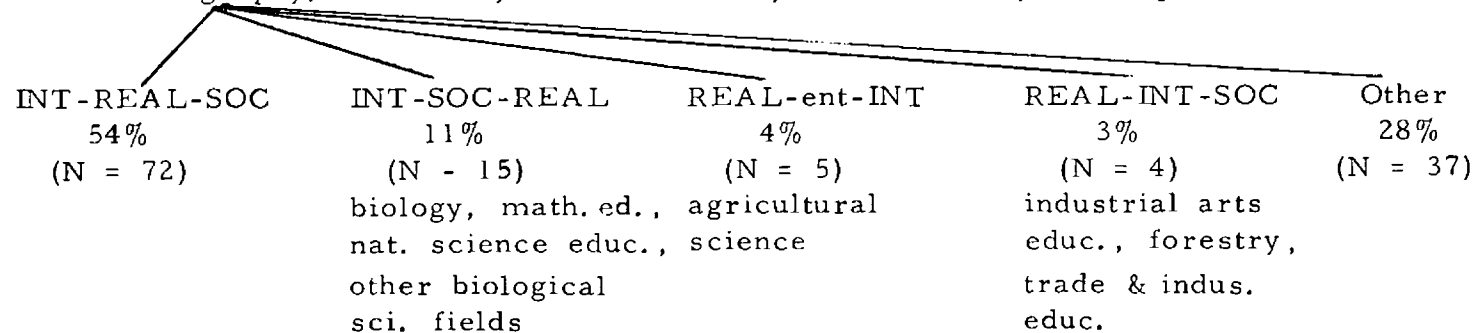 INT-REAL-SOC INT-SOC-REAL REAL-ent-INT REAL-INT-SOC Other
54% 11% 4% 3% 28%
(N = 72) (N - 15) (N = 5) (N = 4) (N = 37)
biology, math. ed., agricultural industrial arts
nat. science educ., science educ., forestry,
other biological trade & indus.
sci. fields educ.